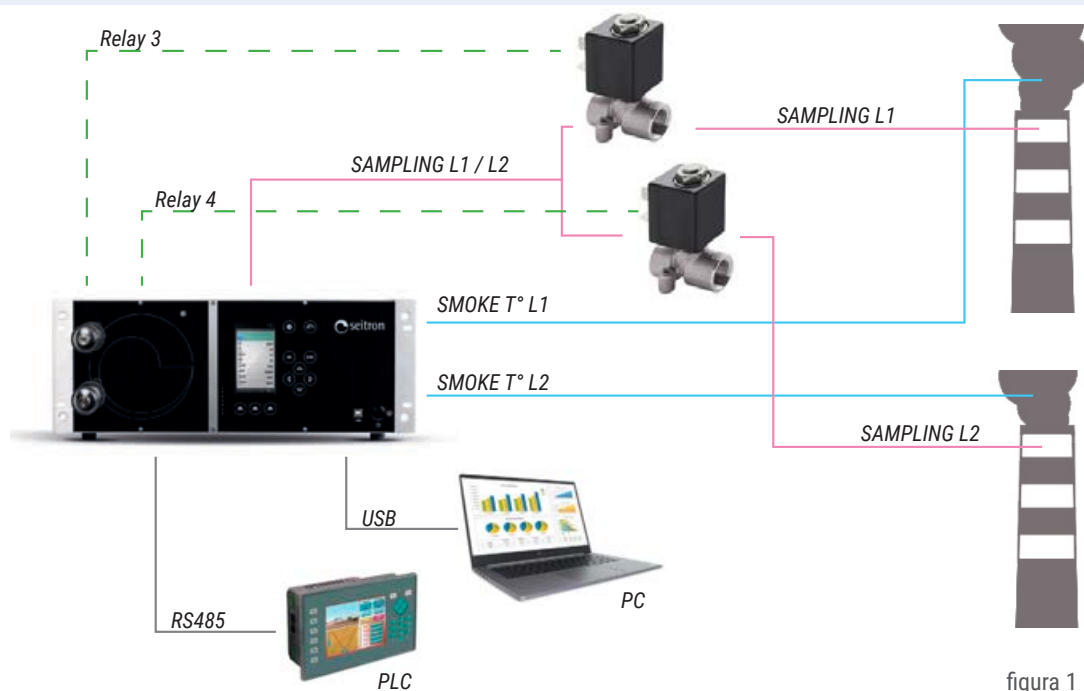 Relay 3
SAMPLING L1
SAMPLING L1 / L2
Relay 4
SMOKE T° L1
seitron
SMOKE T° L2
SAMPLING L2
USB
PC
RS485
PLC
figura 1